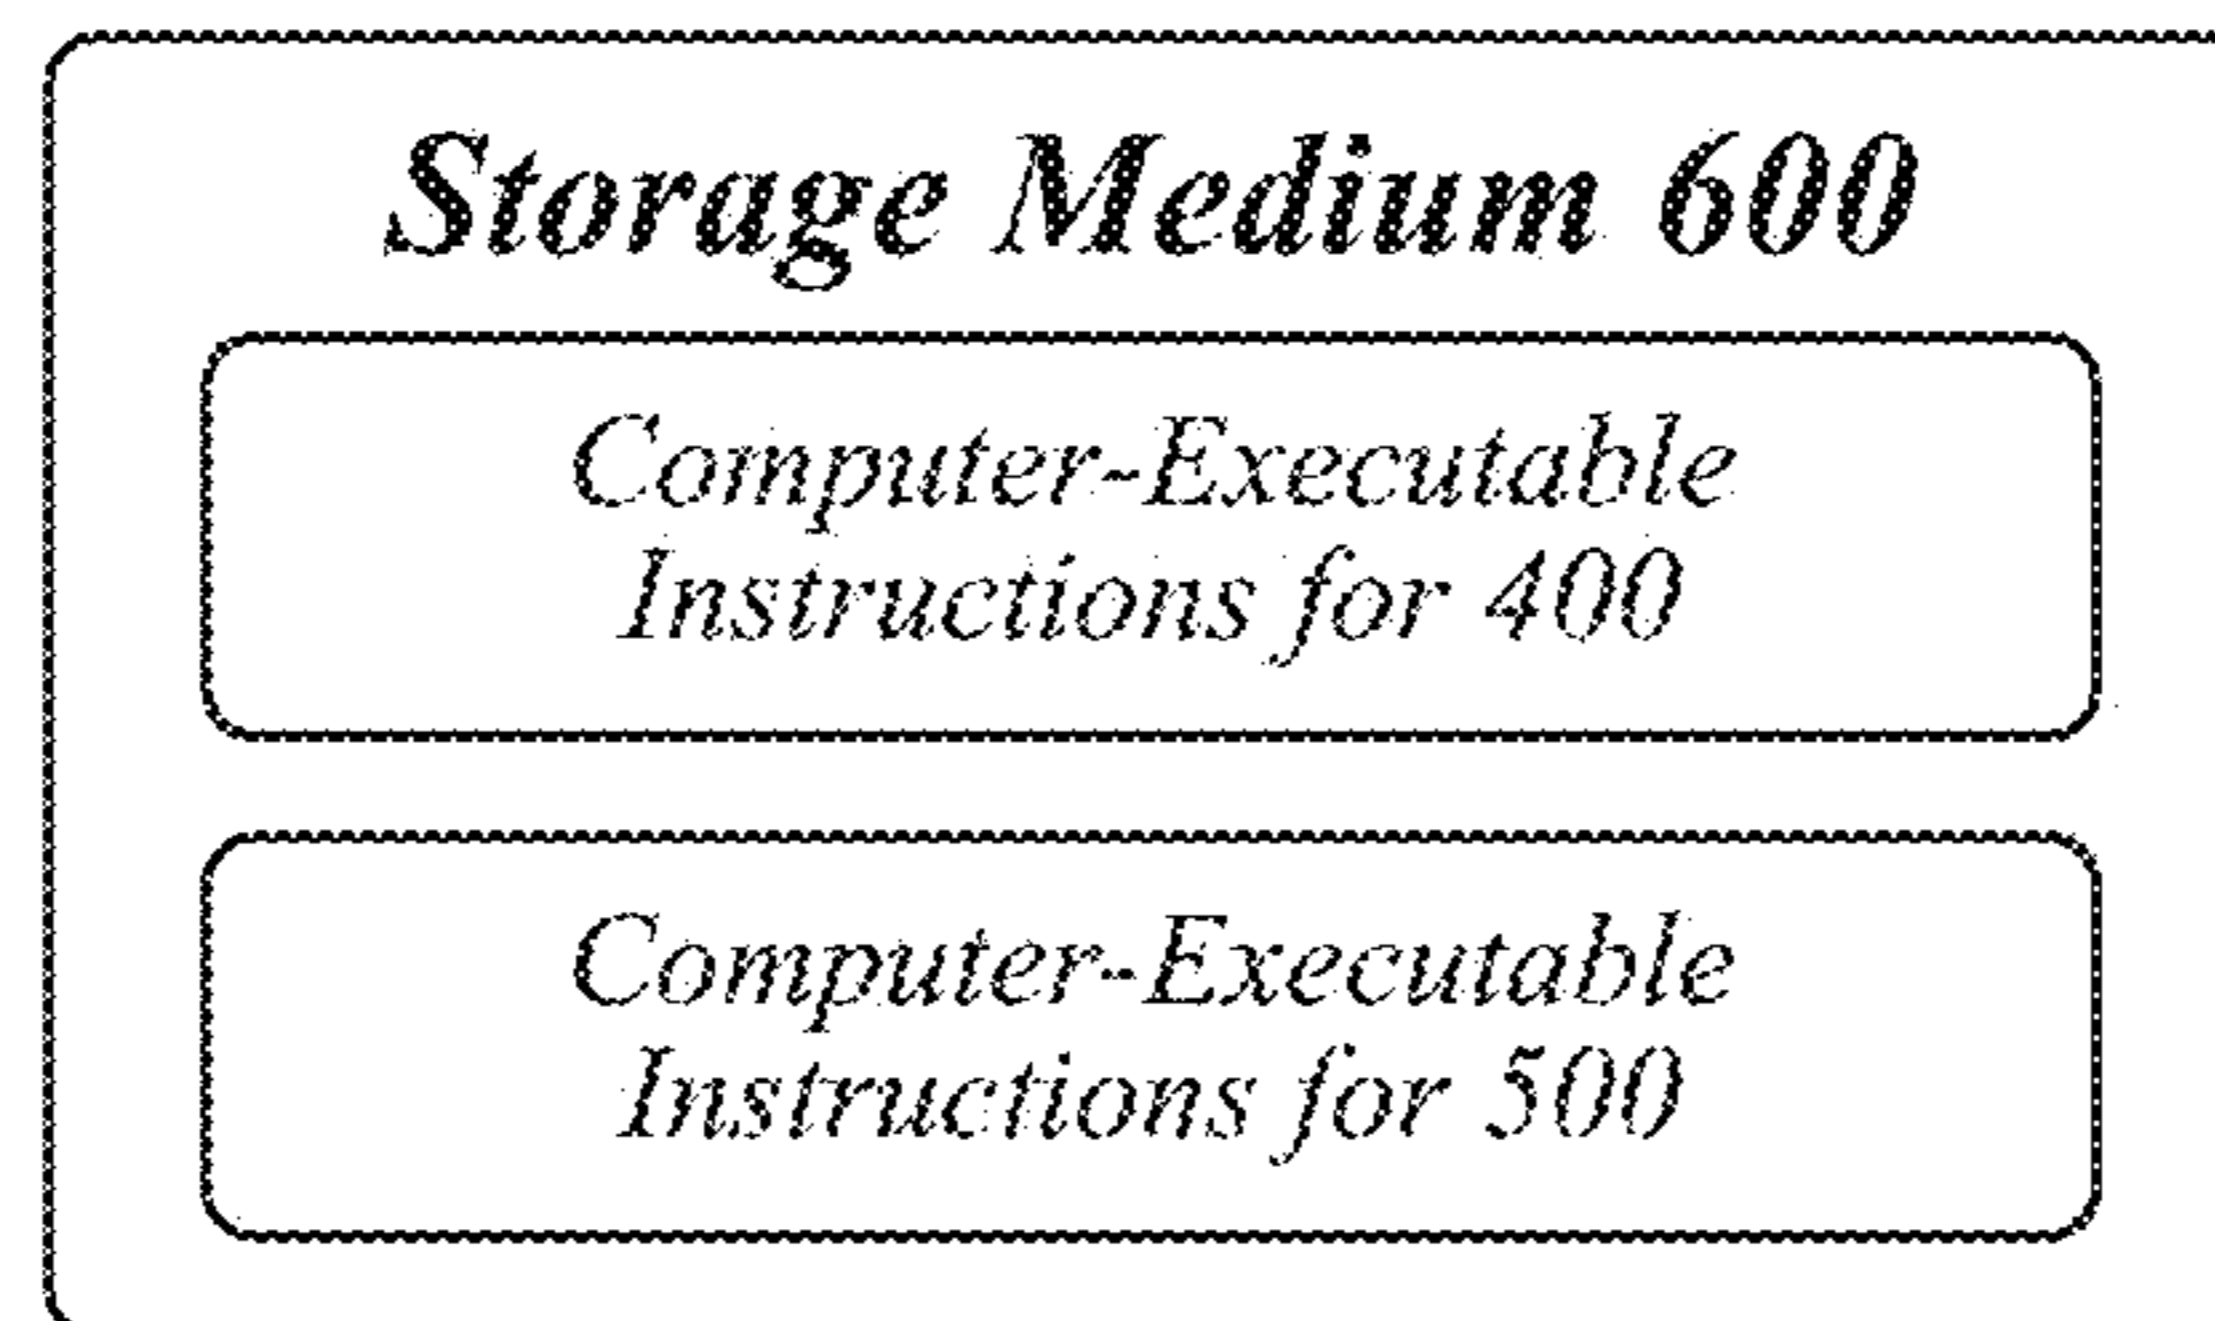 Storage Medium 600
Computer-Executable
Instructions for 400
Computer-Executable
Instructions for 500